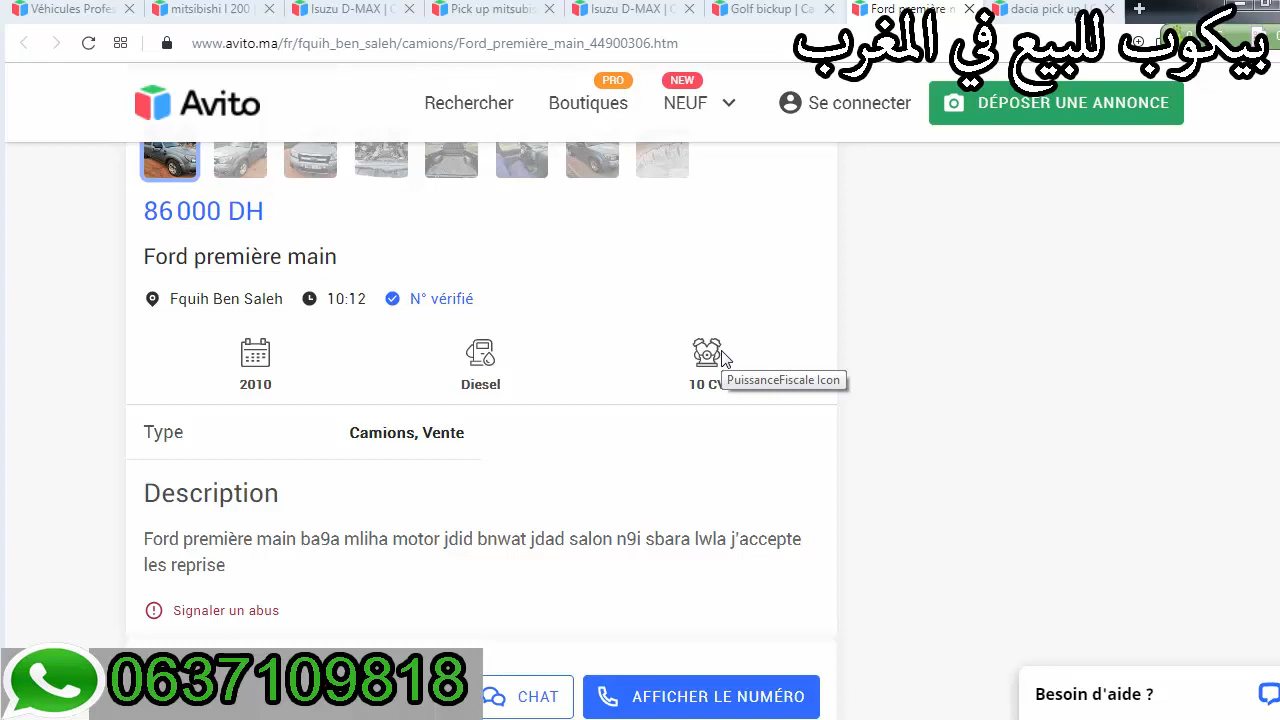 Véhicules Profes
mitsibishi l 200
Isuzu D-MAX | C
Pick up mitsubis
Isuzu D-MAX | C
Golf bickup | Ca
Ford première n
dacia pick up | C
www.avito.ma/fr/fquih_ben_saleh/camions/Ford_première_main_44900306.htm
بيكوب للبيع في المغرب
Avito
Rechercher
PRO
Boutiques
NEW
NEUF
Se connecter
DÉPOSER UNE ANNONCE
86 000 DH
Ford première main
Fquih Ben Saleh 10:12 N° vérifié
2010 Diesel 10 CV
PuissanceFiscale Icon
Type Camions, Vente
Description
Ford première main ba9a mliha motor jdid bnwat jdad salon n9i sbara lwla j'accepte
les reprise
Signaler un abus
0637109818
CHAT
AFFICHER LE NUMÉRO
Besoin d'aide ?